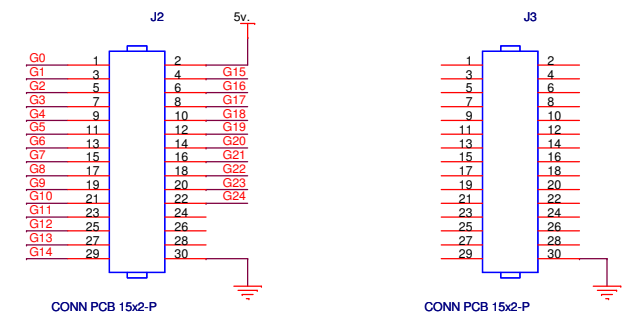 J2 5v. J3
G0 1 2 1 2
G1 3 4 G15 3 4
G2 5 6 G16 5 6
G3 7 8 G17 7 8
G4 9 10 G18 9 10
G5 11 12 G19 11 12
G6 13 14 G20 13 14
G7 15 16 G21 15 16
G8 17 18 G22 17 18
G9 19 20 G23 19 20
G10 21 22 G24 21 22
G11 23 24 23 24
G12 25 26 25 26
G13 27 28 27 28
G14 29 30 29 30
CONN PCB 15x2-P CONN PCB 15x2-P